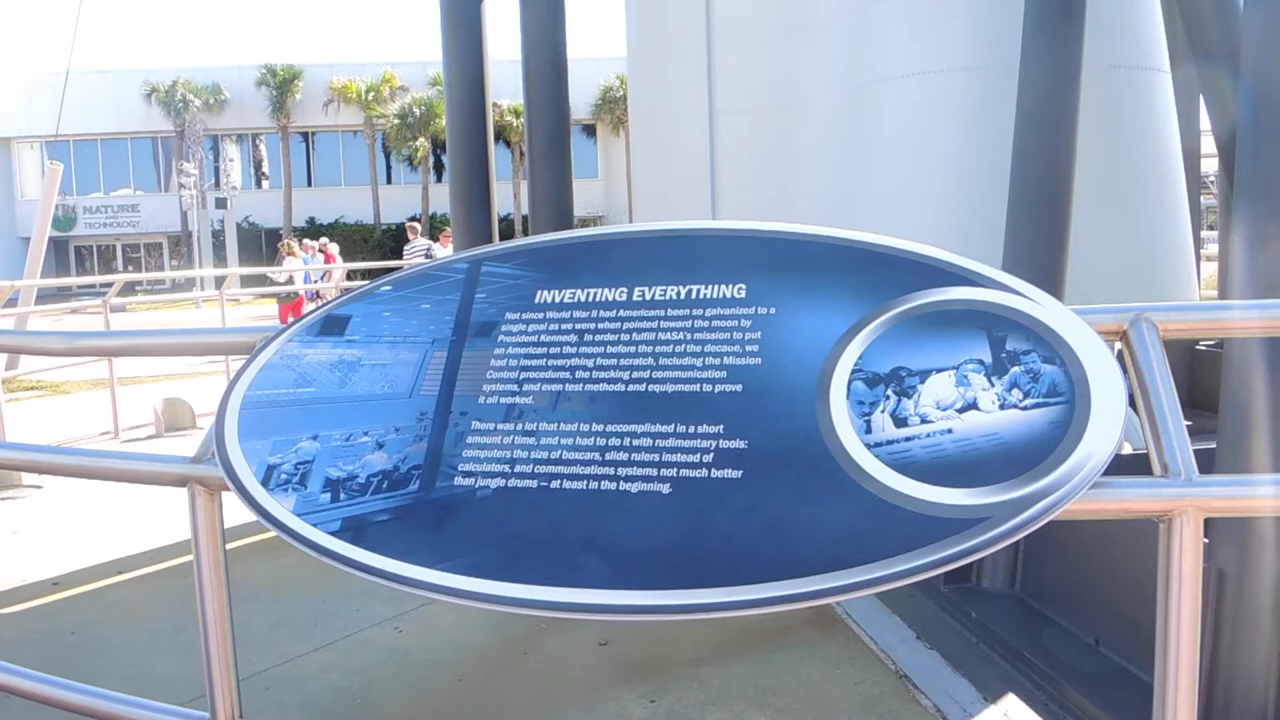 NATURE
AND
TECHNOLOGY
INVENTING EVERYTHING
Not since World War II had Americans been so galvanized to a
single goal as we were when pointed toward the moon by
President Kennedy. In order to fulfill NASA's mission to put
an American on the moon before the end of the decade, we
had to invent everything from scratch, including the Mission
Control procedures, the tracking and communication
systems, and even test methods and equipment to prove
it all worked.
There was a lot that had to be accomplished in a short
amount of time, and we had to do it with rudimentary tools:
computers the size of boxcars, slide rulers instead of
calculators, and communications systems not much better
than jungle drums — at least in the beginning.